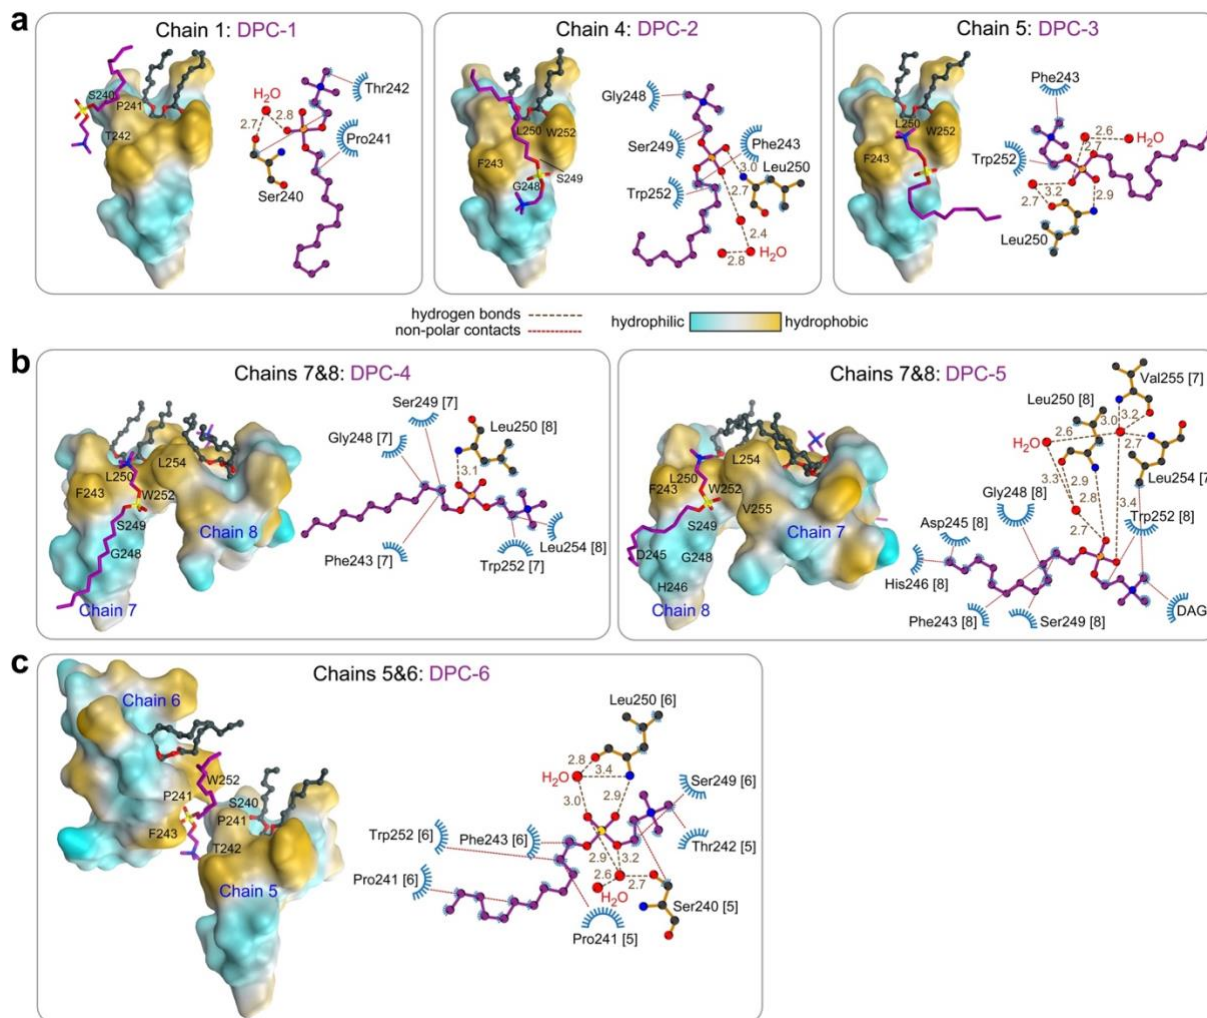 a
Chain 1: DPC-1
S240
P241
T242
H₂O
2.7
2.8
Thr242
Pro241
Ser240
Chain 4: DPC-2
L250
W252
F243
G248
S249
Gly248
Ser249
Phe243
3.0
Leu250
Trp252
2.7
2.4
H₂O
2.8
Chain 5: DPC-3
L250
W252
F243
Phe243
2.6
H₂O
2.7
Trp252
3.2
2.7
2.9
Leu250
hydrogen bonds
non-polar contacts
hydrophilic
hydrophobic
b
Chains 7&8: DPC-4
L250
L254
F243
W252
S249
Chain 8
G248
Chain 7
Ser249 [7]
Leu250 [8]
Gly248 [7]
3.1
Phe243 [7]
Leu254 [8]
Trp252 [7]
Chains 7&8: DPC-5
L254
L250
F243
W252
V255
S249
Chain 7
D245
G248
H246
Chain 8
Val255 [7]
Leu250 [8]
3.0
3.2
2.6
H₂O
2.7
3.3
2.9
Leu254 [7
Gly248 [8]
2.8
3.4
Trp252 [8]
2.7
Asp245 [8]
His246 [8]
DAG
Phe243 [8]
Ser249 [8]
c
Chains 5&6: DPC-6
Chain 6
W252
P241
S240
P241
F243
T242
Chain 5
Leu250 [6]
2.8
H₂O
3.4
3.0
2.9
Ser249 [6]
Trp252 [6]
Phe243 [6]
Thr242 [5]
2.9
3.2
Pro241 [6]
2.6
2.7
H₂O
Ser240 [5]
Pro241 [5]